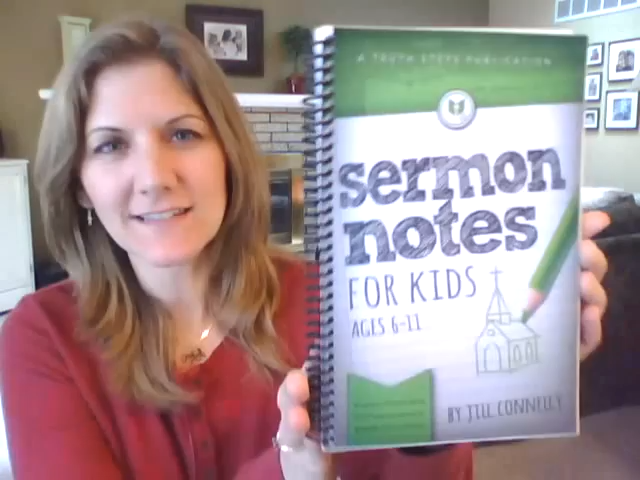 A TRUTH STEPS PUBLICATION
sermon
notes
FOR KIDS
AGES 6-11
BY JILL CONNELLY